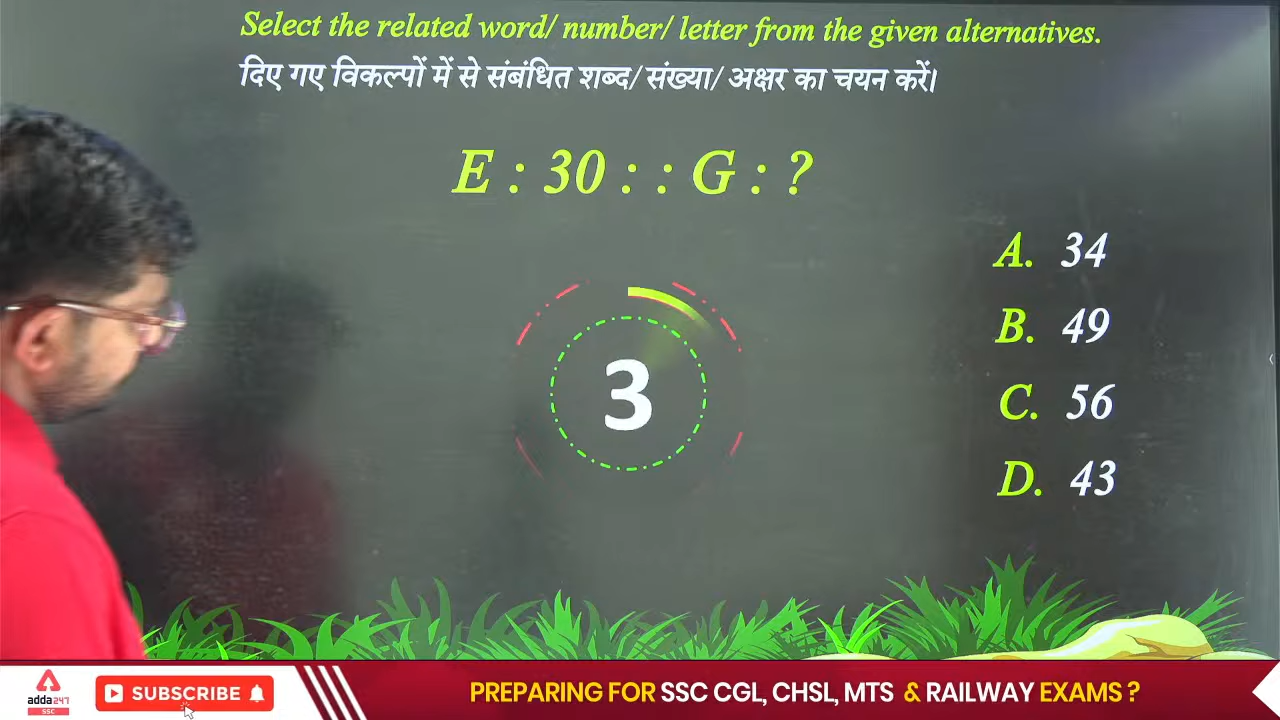 Select the related word/ number/ letter from the given alternatives.
दिए गए विकल्पों में से संबंधित शब्द/ संख्या/ अक्षर का चयन करें।
E : 30 : : G : ?
A. 34
B. 49
3
C. 56
D. 43
adda247
SSC
SUBSCRIBE
PREPARING FOR SSC CGL, CHSL, MTS & RAILWAY EXAMS ?